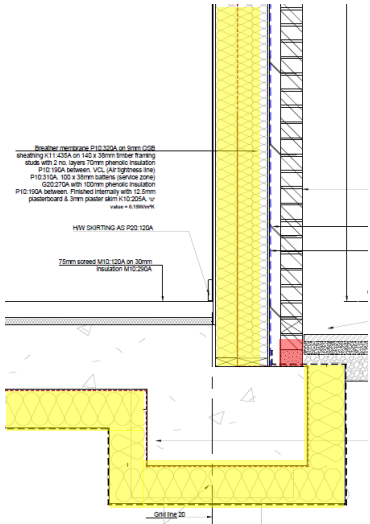 Breather membrane P10:320A on 9mm OSB
sheathing K11:435A on 140 x 38mm timber framing
studs with 2 no. layers 70mm phenolic insulation
P10:190A between. VCL (Air tightness line)
P10:310A. 100 x 38mm battens (service zone)
G20:270A with 100mm phenolic insulation
P10:190A between. Finished internally with 12.5mm
plasterboard & 3mm plaster skim K10:205A. 'u'
value =
H/W SKIRTING AS P20:120A
75mm screed M10:120A on 30mm
insulation M10:290A
Grid line 20